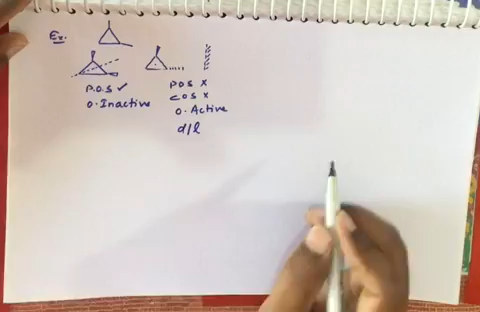 Ex.
P.O.S ✓
O. Inactive
POS x
COS x
O. Active
d/l